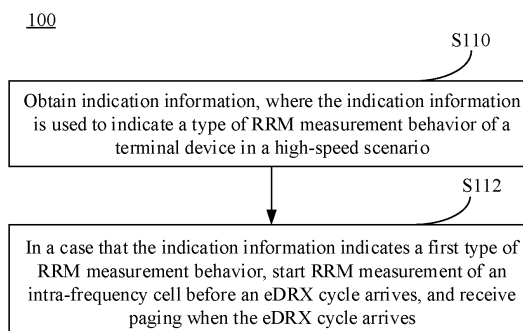 100
S110
Obtain indication information, where the indication information
is used to indicate a type of RRM measurement behavior of a
terminal device in a high-speed scenario
S112
In a case that the indication information indicates a first type of
RRM measurement behavior, start RRM measurement of an
intra-frequency cell before an eDRX cycle arrives, and receive
paging when the eDRX cycle arrives